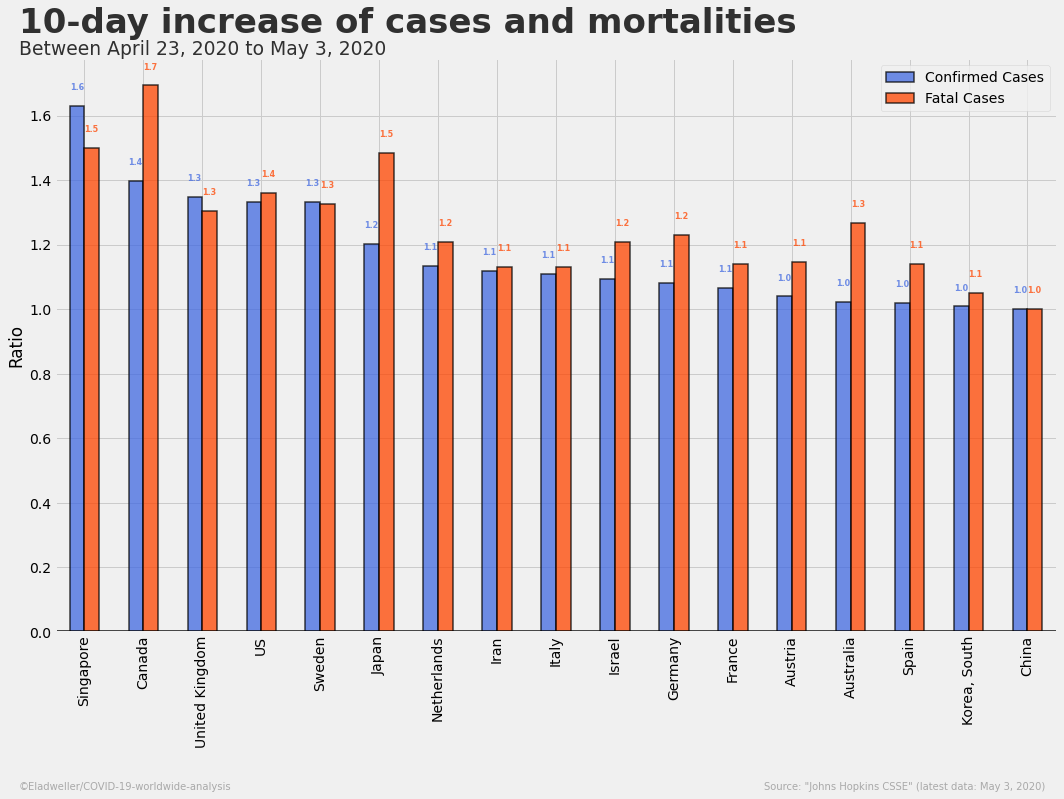 10-day increase of cases and mortalities
Between April 23, 2020 to May 3, 2020
Confirmed Cases
Fatal Cases
Ratio
1.6
1.4
1.2
1.0
0.8
0.6
0.4
0.2
0.0
1.6 1.5
1.4 1.7
1.3 1.3
1.3 1.4
1.3 1.3
1.2 1.5
1.1 1.2
1.1 1.1
1.1 1.1
1.1 1.2
1.1 1.2
1.1 1.1
1.0 1.1
1.0 1.3
1.0 1.1
1.0 1.1
1.0 1.0
Singapore
Canada
United Kingdom
US
Sweden
Japan
Netherlands
Iran
Italy
Israel
Germany
France
Austria
Australia
Spain
Korea, South
China
©Eladweller/COVID-19-worldwide-analysis
Source: "Johns Hopkins CSSE" (latest data: May 3, 2020)